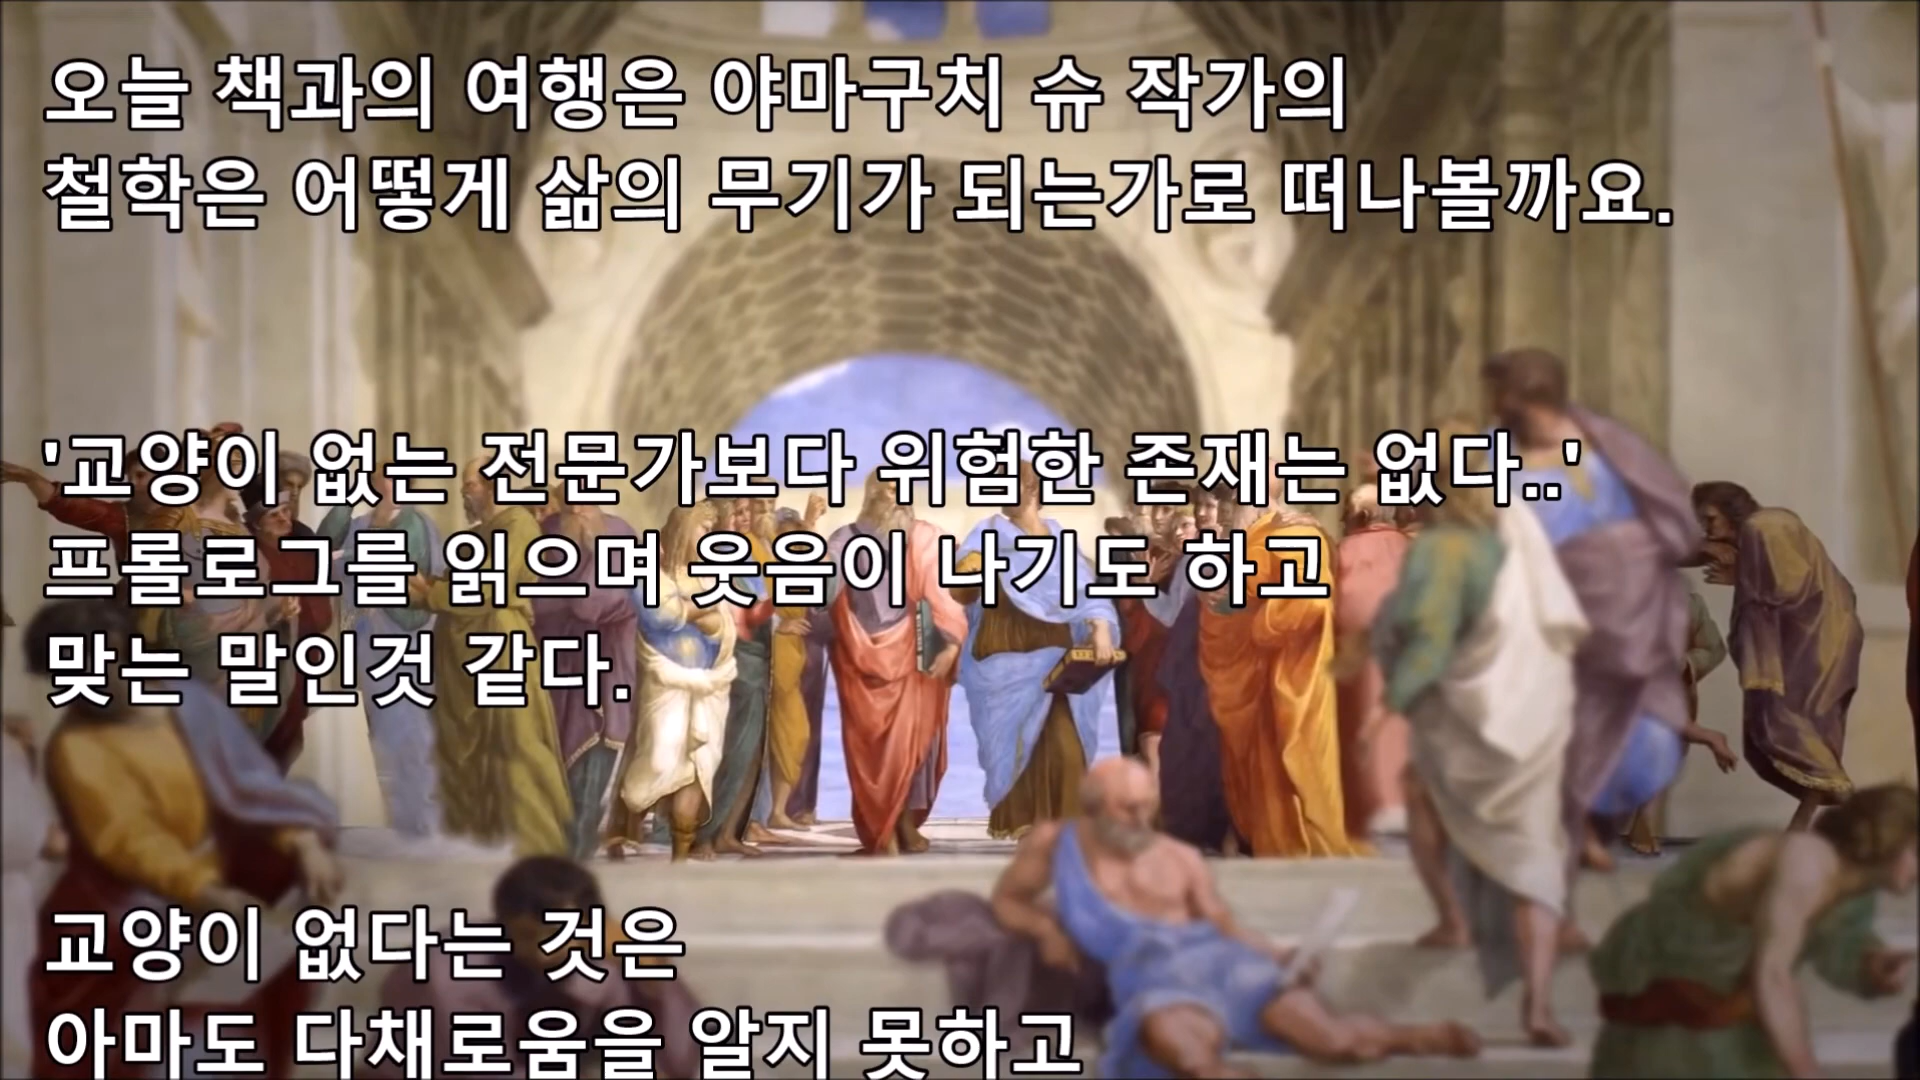 오늘 책과의 여행은 야마구치 슈 작가의
철학은 어떻게 삶의 무기가 되는가로 떠나볼까요.
'교양이 없는 전문가보다 위험한 존재는 없다..'
프롤로그를 읽으며 웃음이 나기도 하고
맞는 말인것 같다.
교양이 없다는 것은
아마도 다채로움을 알지 못하고